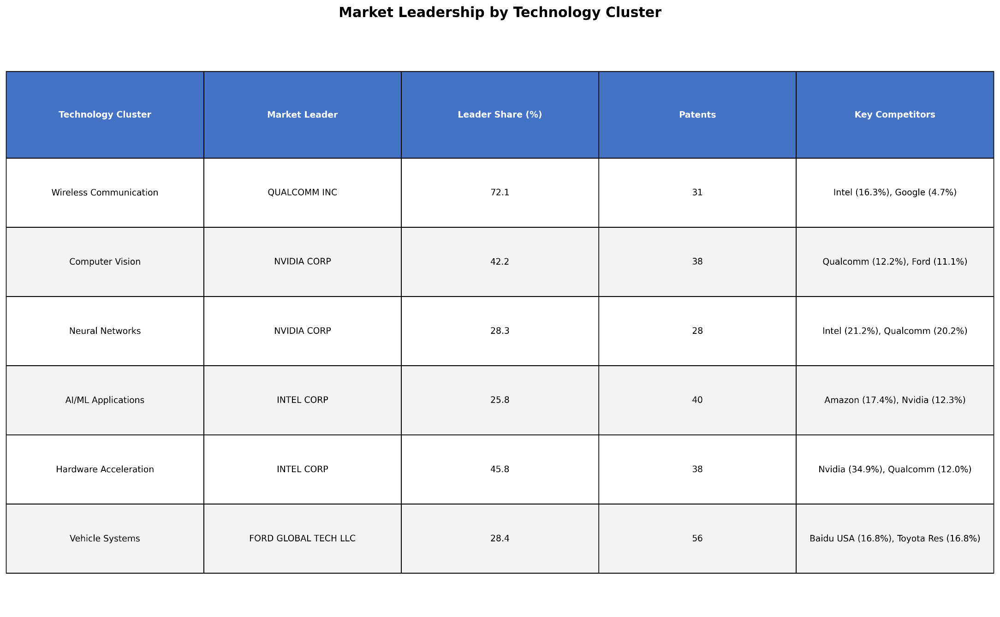 Market Leadership by Technology Cluster
Technology Cluster Market Leader Leader Share (%) Patents Key Competitors
Wireless Communication QUALCOMM INC 72.1 31 Intel (16.3%), Google (4.7%)
Computer Vision NVIDIA CORP 42.2 38 Qualcomm (12.2%), Ford (11.1%)
Neural Networks NVIDIA CORP 28.3 28 Intel (21.2%), Qualcomm (20.2%)
AI/ML Applications INTEL CORP 25.8 40 Amazon (17.4%), Nvidia (12.3%)
Hardware Acceleration INTEL CORP 45.8 38 Nvidia (34.9%), Qualcomm (12.0%)
Vehicle Systems FORD GLOBAL TECH LLC 28.4 56 Baidu USA (16.8%), Toyota Res (16.8%)